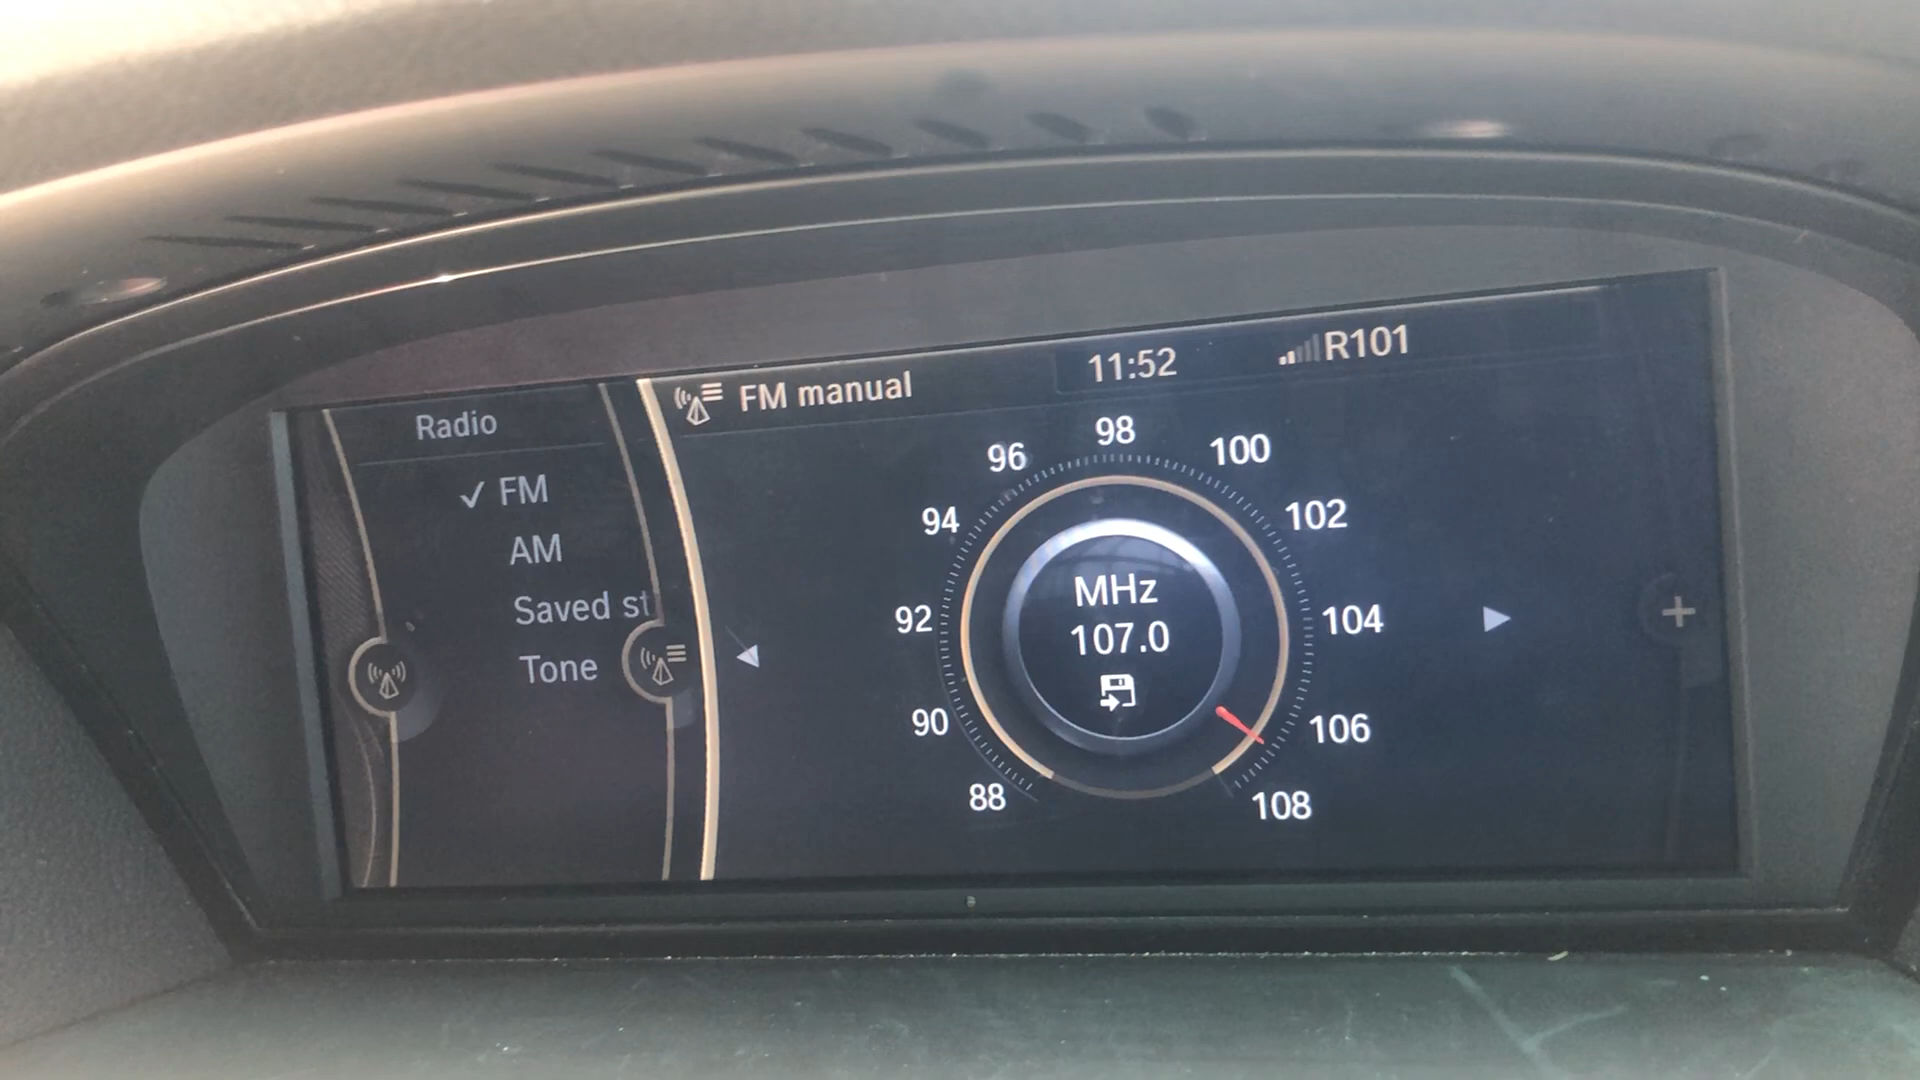 FM manual
11:52
R101
Radio
✓ FM
AM
Saved st
Tone
88
90
92
94
96
98
100
102
104
106
108
MHz
107.0
+